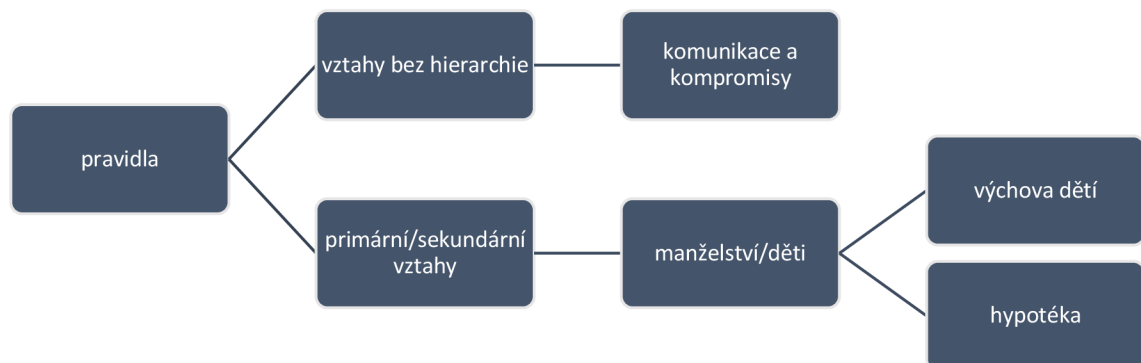 pravidla
vztahy bez hierarchie
komunikace a
kompromisy
primární/sekundární
vztahy
manželství/děti
výchova dětí
hypotéka